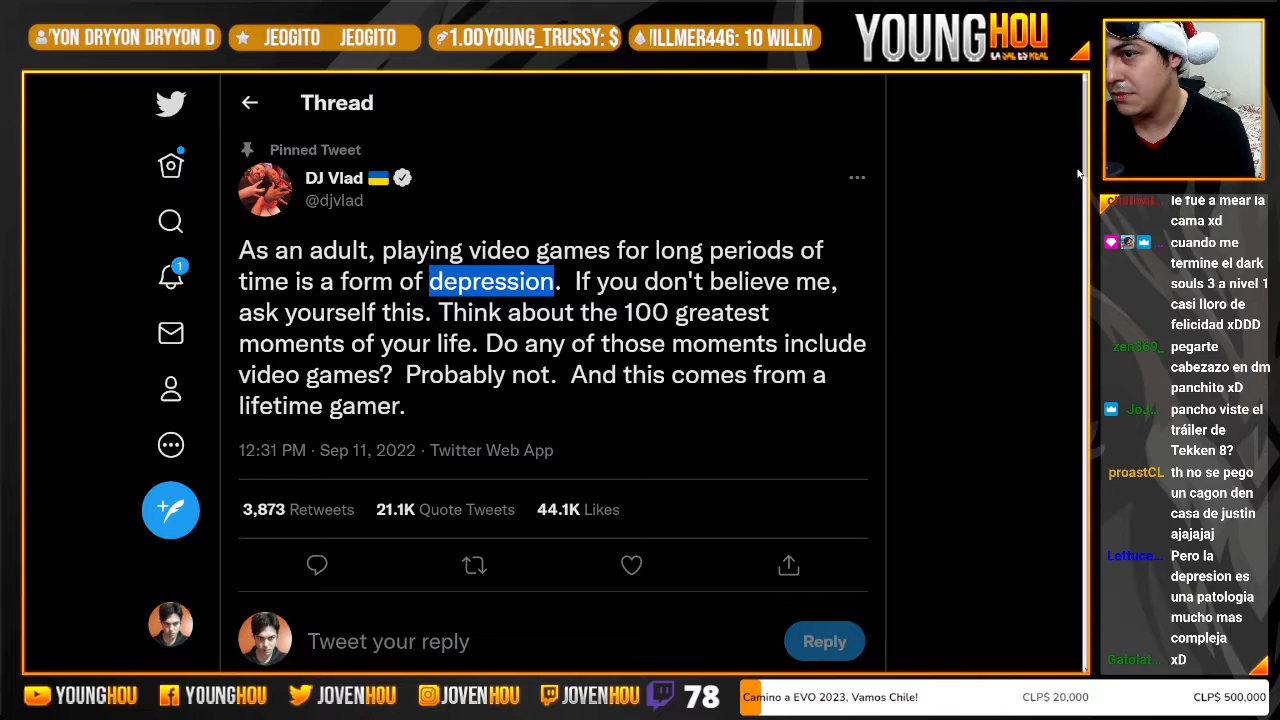 'YON DRYYON DRYYON D
JEOGITO JEOGITO
1.00YOUNG_TRUSSY: $
WILLMER446: 10 WILLM
YOUNGHOU
LA SAL ES REAL
Thread
Pinned Tweet
DJ Vlad
@djvlad
As an adult, playing video games for long periods of
time is a form of depression. If you don't believe me,
ask yourself this. Think about the 100 greatest
moments of your life. Do any of those moments include
video games? Probably not. And this comes from a
lifetime gamer.
12:31 PM · Sep 11, 2022 · Twitter Web App
3,873 Retweets 21.1K Quote Tweets 44.1K Likes
Tweet your reply
Reply
1
le fué a mear la
cama xd
cuando me
termine el dark
souls 3 a nivel 1
casi lloro de
felicidad xDDD
zen869_ pegarte
cabezazo en dm
panchito xD
JoJ... pancho viste el
tráiler de
Tekken 8?
proastCL th no se pego
un cagon den
casa de justin
ajajajaj
Lettuce... Pero la
depresion es
una patologia
mucho mas
compleja
Gafolat... xD
YOUNGHOU
YOUNGHOU
JOVENHOU
JOVENHOU
JOVENHOU
78
Camino a EVO 2023, Vamos Chile! CLP$ 20,000 CLP$ 500,000